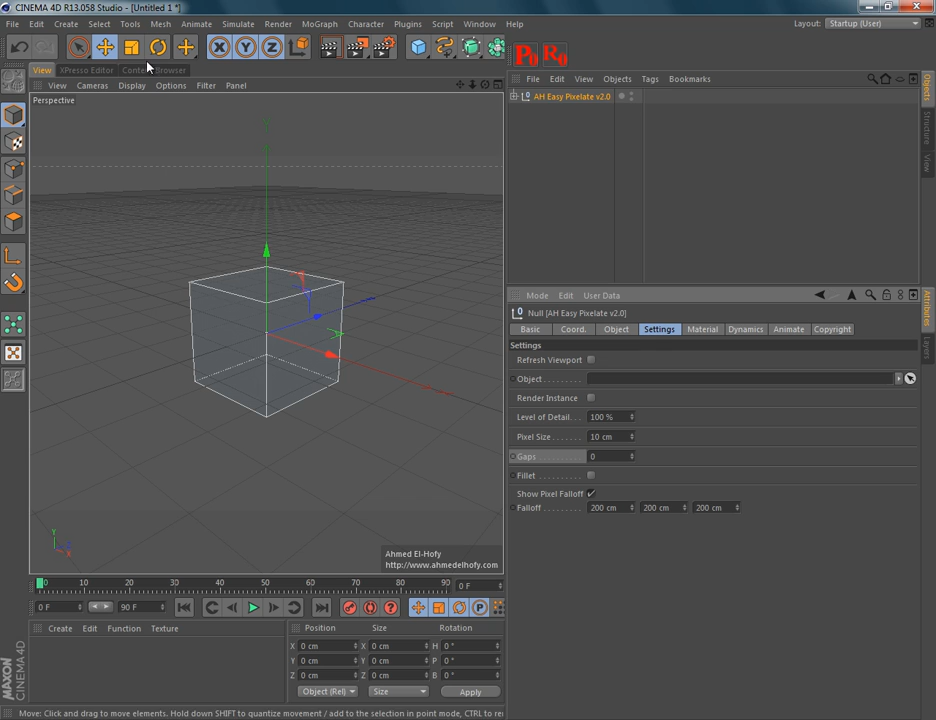 CINEMA 4D R13.058 Studio - [Untitled 1 *]
File Edit Create Select Tools Mesh Animate Simulate Render MoGraph Character Plugins Script Window Help
Layout: Startup (User)
X Y Z
View XPresso Editor Browser
View Cameras Display Options Filter Panel
Perspective
File Edit View Objects Tags Bookmarks
AH Easy Pixelate v2.0
Objects
Structure
View
Mode Edit User Data
Null [AH Easy Pixelate v2.0]
Basic Coord. Object Settings Material Dynamics Animate Copyright
Settings
Refresh Viewport
Object
Render Instance
Level of Detail 100 %
Pixel Size 10 cm
Gaps 0
Fillet
Show Pixel Falloff
Falloff 200 cm 200 cm 200 cm
Attributes
Layers
Y
X
Ahmed El-Hofy
http://www.ahmedelhofy.com
0 10 20 30 40 50 60 70 80 90 0 F
0 F 90 F
Create Edit Function Texture
Position Size Rotation
X 0 cm X 0 cm H 0 °
Y 0 cm Y 0 cm P 0 °
Z 0 cm Z 0 cm B 0 °
Object (Rel) Size Apply
MAXON
CINEMA 4D
Move: Click and drag to move elements. Hold down SHIFT to quantize movement / add to the selection in point mode, CTRL to re